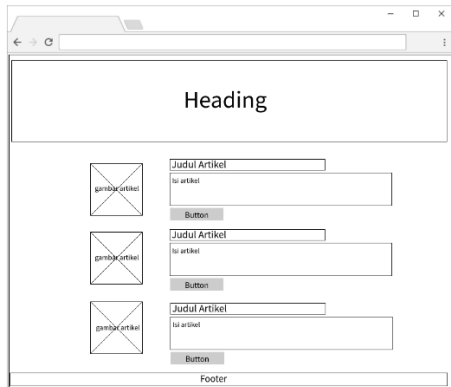 Heading
gambar artikel
Judul Artikel
Isi artikel
Button
gambar artikel
Judul Artikel
Isi artikel
Button
gambar artikel
Judul Artikel
Isi artikel
Button
Footer